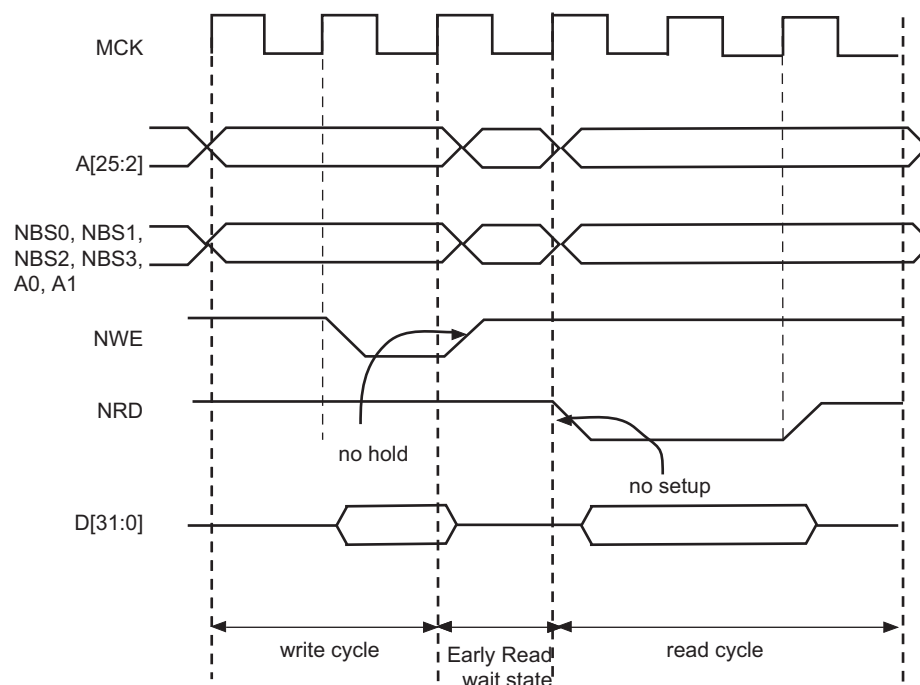 MCK
A[25:2]
NBS0, NBS1,
NBS2, NBS3,
A0, A1
NWE
NRD
no hold
no setup
D[31:0]
write cycle
Early Read
wait state
read cycle